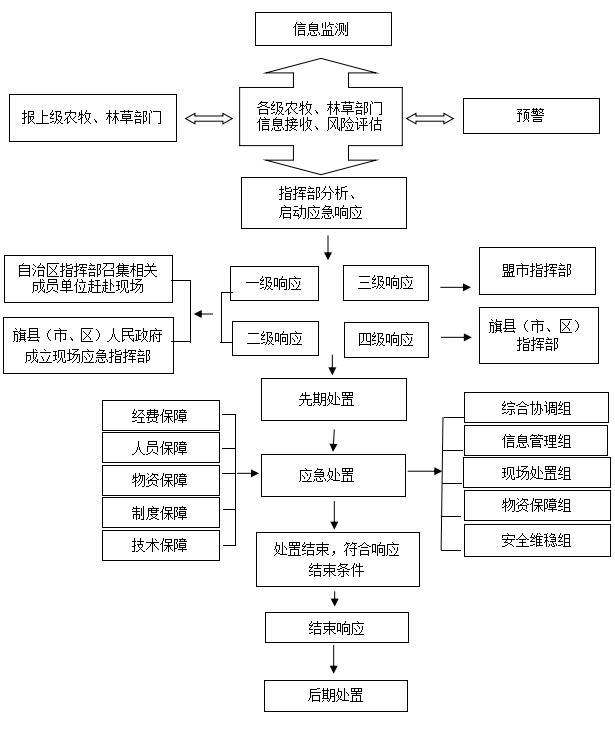 信息监测
报上级农牧、林草部门
各级农牧、林草部门
信息接收、风险评估
预警
指挥部分析、
启动应急响应
自治区指挥部召集相关
成员单位赶赴现场
一级响应
三级响应
盟市指挥部
旗县（市、区）人民政府
成立现场应急指挥部
二级响应
四级响应
旗县（市、区）
指挥部
先期处置
经费保障
人员保障
物资保障
制度保障
技术保障
应急处置
综合协调组
信息管理组
现场处置组
物资保障组
安全维稳组
处置结束，符合响应
结束条件
结束响应
后期处置